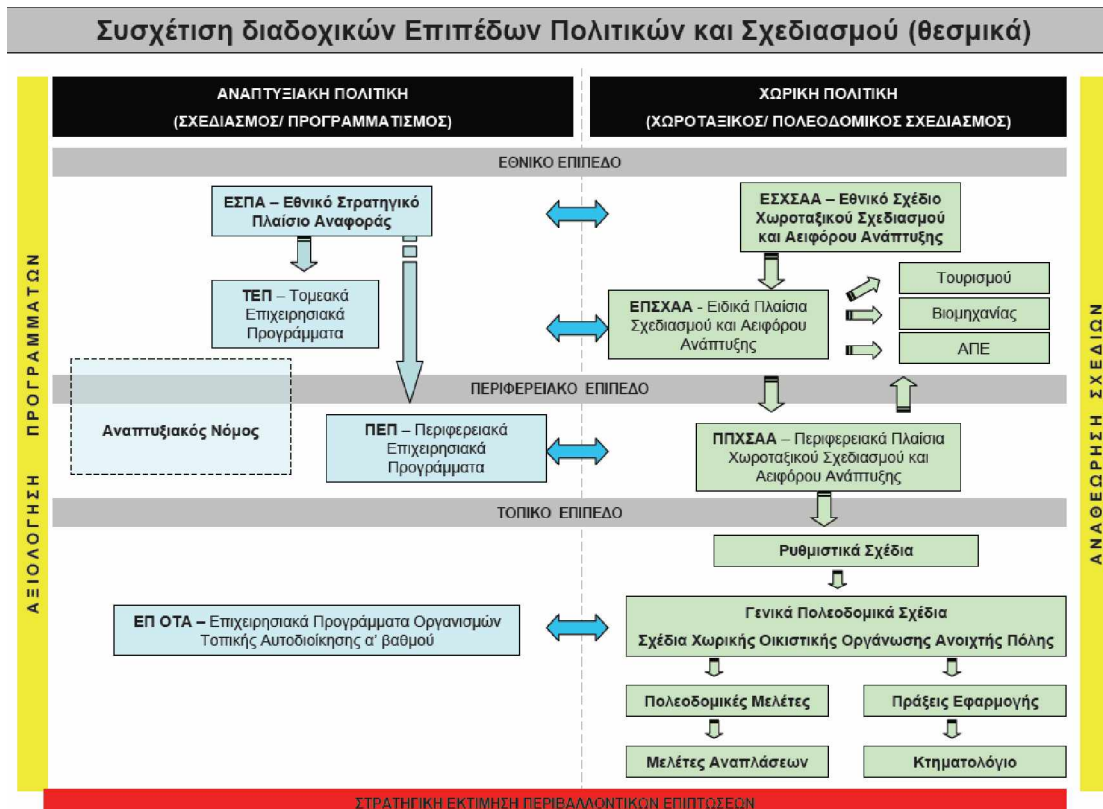 Συσχέτιση διαδοχικών Επιπέδων Πολιτικών και Σχεδιασμού (θεσμικά)
ΑΞΙΟΛΟΓΗΣΗ ΠΡΟΓΡΑΜΜΑΤΩΝ
ΑΝΑΠΤΥΞΙΑΚΗ ΠΟΛΙΤΙΚΗ
(ΣΧΕΔΙΑΣΜΟΣ/ ΠΡΟΓΡΑΜΜΑΤΙΣΜΟΣ)
ΧΩΡΙΚΗ ΠΟΛΙΤΙΚΗ
(ΧΩΡΟΤΑΞΙΚΟΣ/ ΠΟΛΕΟΔΟΜΙΚΟΣ ΣΧΕΔΙΑΣΜΟΣ)
ΕΘΝΙΚΟ ΕΠΙΠΕΔΟ
ΕΣΠΑ – Εθνικό Στρατηγικό
Πλαίσιο Αναφοράς
ΕΣΧΣΑΑ – Εθνικό Σχέδιο
Χωροταξικού Σχεδιασμού
και Αειφόρου Ανάπτυξης
ΤΕΠ – Τομεακά
Επιχειρησιακά
Προγράμματα
ΕΠΣΧΑΑ - Ειδικά Πλαίσια
Σχεδιασμού και Αειφόρου
Ανάπτυξης
Τουρισμού
Βιομηχανίας
ΑΠΕ
ΠΕΡΙΦΕΡΕΙΑΚΟ ΕΠΙΠΕΔΟ
Αναπτυξιακός Νόμος
ΠΕΠ – Περιφερειακά
Επιχειρησιακά
Προγράμματα
ΠΠΧΣΑΑ – Περιφερειακά Πλαίσια
Χωροταξικού Σχεδιασμού και
Αειφόρου Ανάπτυξης
ΤΟΠΙΚΟ ΕΠΙΠΕΔΟ
Ρυθμιστικά Σχέδια
ΕΠ ΟΤΑ – Επιχειρησιακά Προγράμματα Οργανισμών
Τοπικής Αυτοδιοίκησης α' βαθμού
Γενικά Πολεοδομικά Σχέδια
Σχέδια Χωρικής Οικιστικής Οργάνωσης Ανοιχτής Πόλης
Πολεοδομικές Μελέτες
Πράξεις Εφαρμογής
Μελέτες Αναπλάσεων
Κτηματολόγιο
ΑΝΑΘΕΩΡΗΣΗ ΣΧΕΔΙΩΝ
ΣΤΡΑΤΗΓΙΚΗ ΕΚΤΙΜΗΣΗ ΠΕΡΙΒΑΛΛΟΝΤΙΚΩΝ ΕΠΙΠΤΩΣΕΩΝ